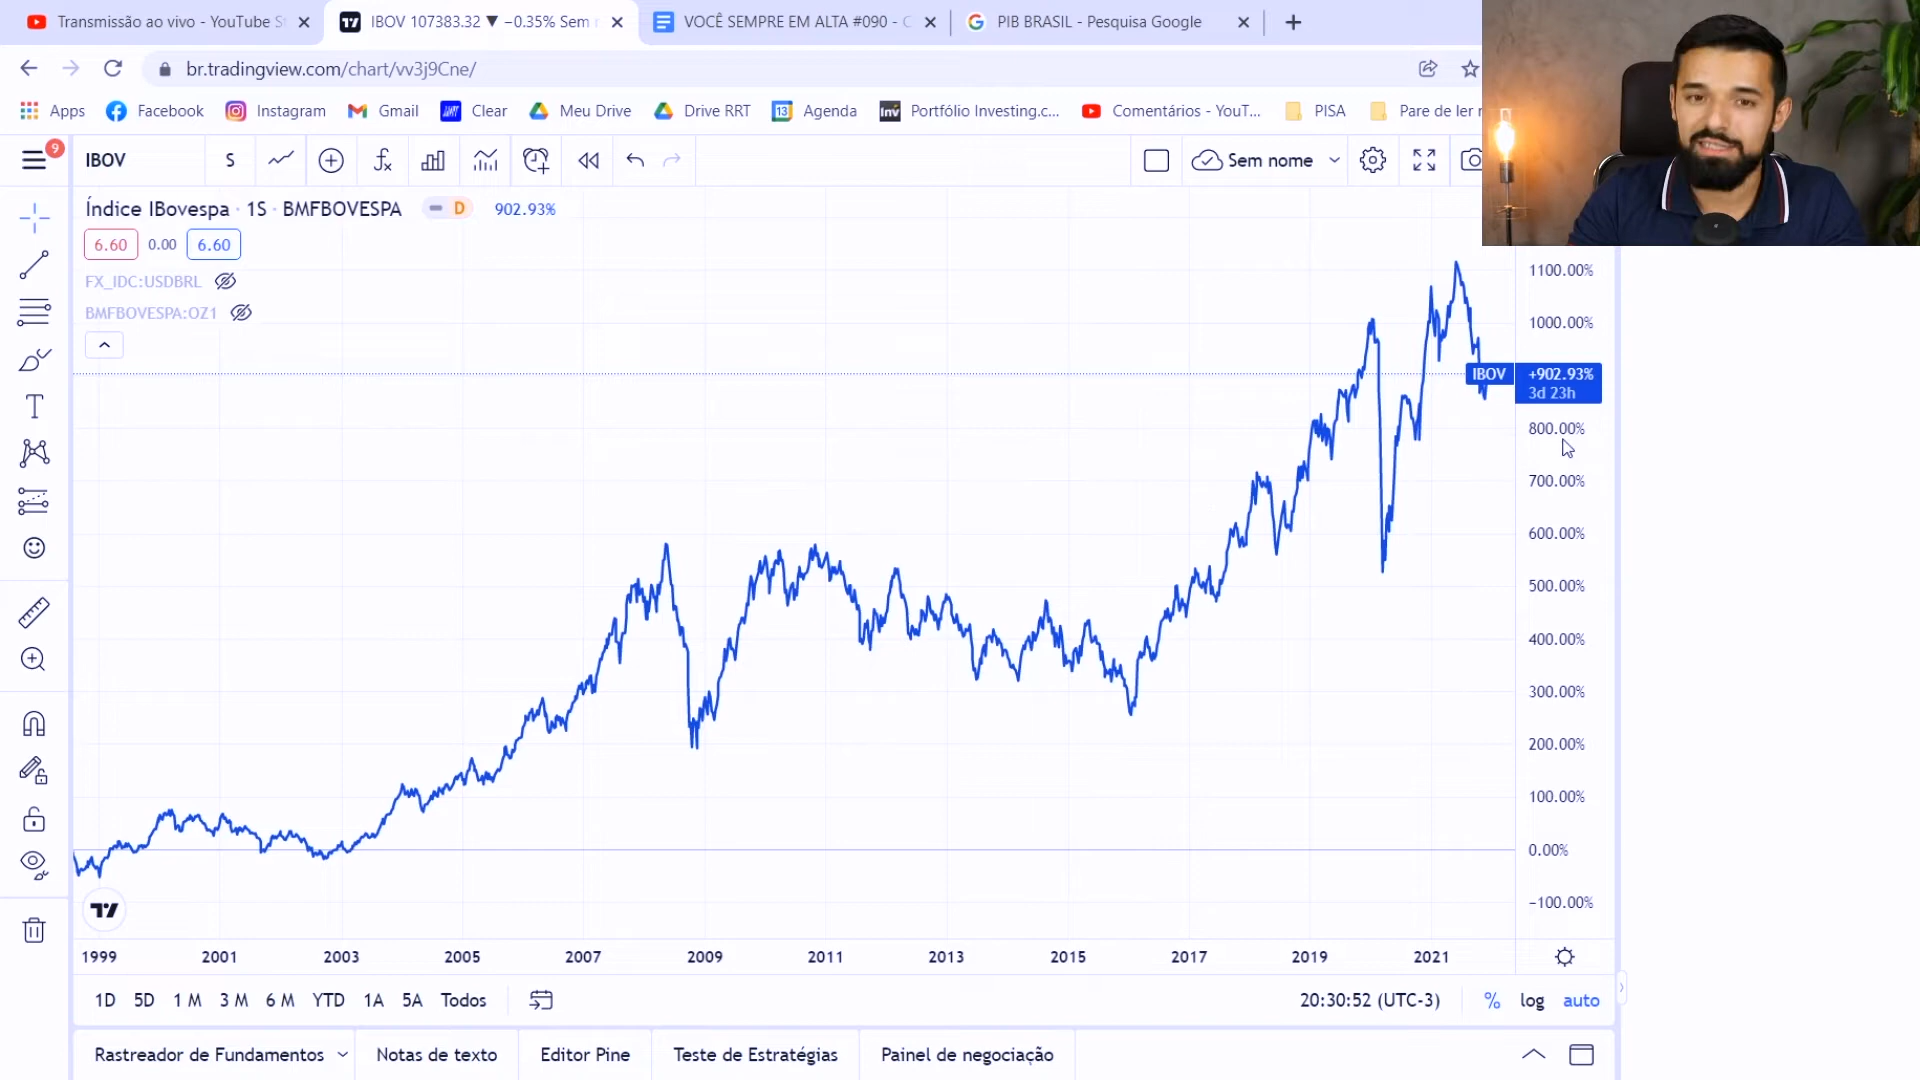 Transmissão ao vivo - YouTube S
IBOV 107383.32 ▼ −0.35% Sem
VOCÊ SEMPRE EM ALTA #090 - C
PIB BRASIL - Pesquisa Google
br.tradingview.com/chart/vv3j9Cne/
Apps
Facebook
Instagram
Gmail
Clear
Meu Drive
Drive RRT
13
Agenda
Inv
Portfólio Investing.c...
Comentários - YouT...
PISA
Pare de ler
9
IBOV
S
Sem nome
Índice IBovespa · 1S · BMFBOVESPA
D
902.93%
6.60
0.00
6.60
FX_IDC:USDBRL
BMFBOVESPA:OZ1
1100.00%
1000.00%
IBOV
+902.93%
3d 23h
800.00%
700.00%
600.00%
500.00%
400.00%
300.00%
200.00%
100.00%
0.00%
−100.00%
1999
2001
2003
2005
2007
2009
2011
2013
2015
2017
2019
2021
1D
5D
1 M
3 M
6 M
YTD
1A
5A
Todos
20:30:52 (UTC-3)
%
log
auto
Rastreador de Fundamentos
Notas de texto
Editor Pine
Teste de Estratégias
Painel de negociação